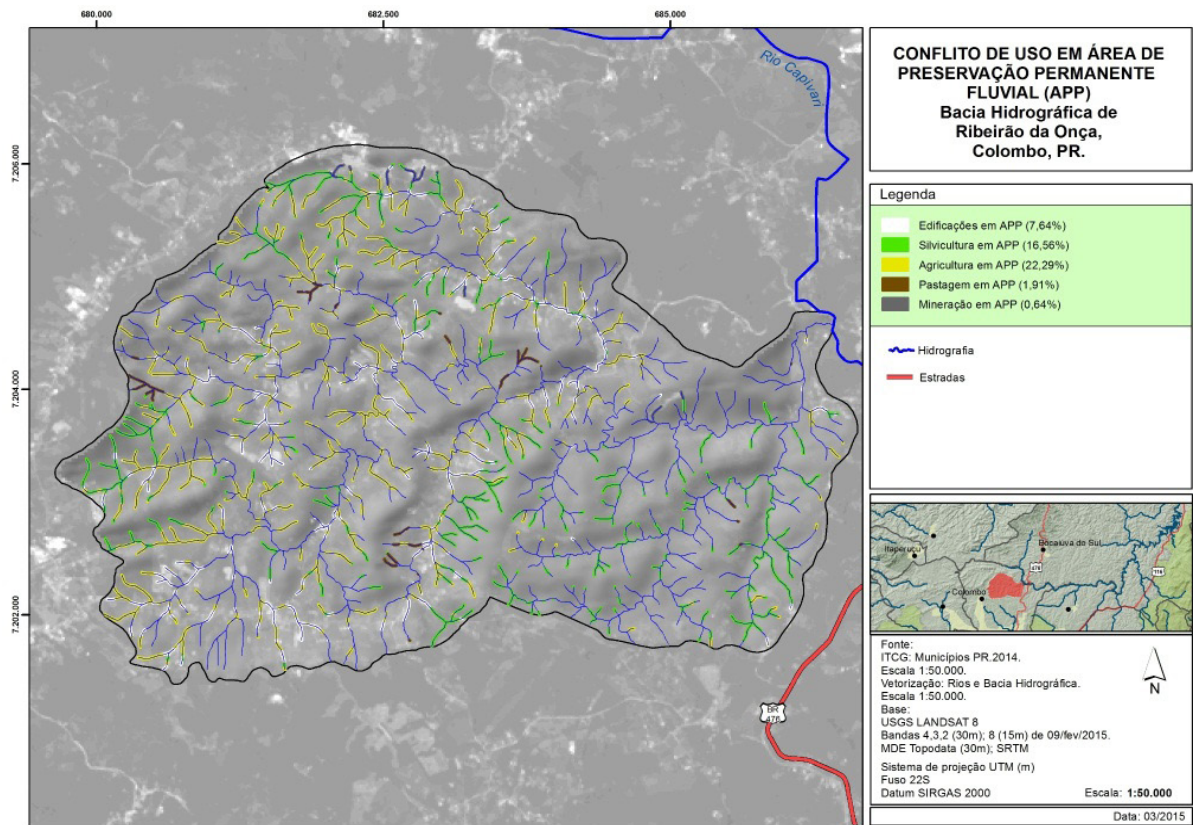 680.000
682.500
685.000
7.206.000
7.204.000
7.202.000
Rio Capivari
BR
476
CONFLITO DE USO EM ÁREA DE
PRESERVAÇÃO PERMANENTE
FLUVIAL (APP)
Bacia Hidrográfica de
Ribeirão da Onça,
Colombo, PR.
Legenda
Edificações em APP (7,64%)
Silvicultura em APP (16,56%)
Agricultura em APP (22,29%)
Pastagem em APP (1,91%)
Mineração em APP (0,64%)
Hidrografia
Estradas
Itaperuçu
Bocaiuva do Sul
476
116
Colombo
Fonte:
ITCG: Municípios PR.2014.
Escala 1:50.000.
Vetorização: Rios e Bacia Hidrográfica.
Escala 1:50.000.
Base:
USGS LANDSAT 8
Bandas 4,3,2 (30m); 8 (15m) de 09/fev/2015.
MDE Topodata (30m); SRTM
Sistema de projeção UTM (m)
Fuso 22S
Datum SIRGAS 2000
N
Escala: 1:50.000
Data: 03/2015